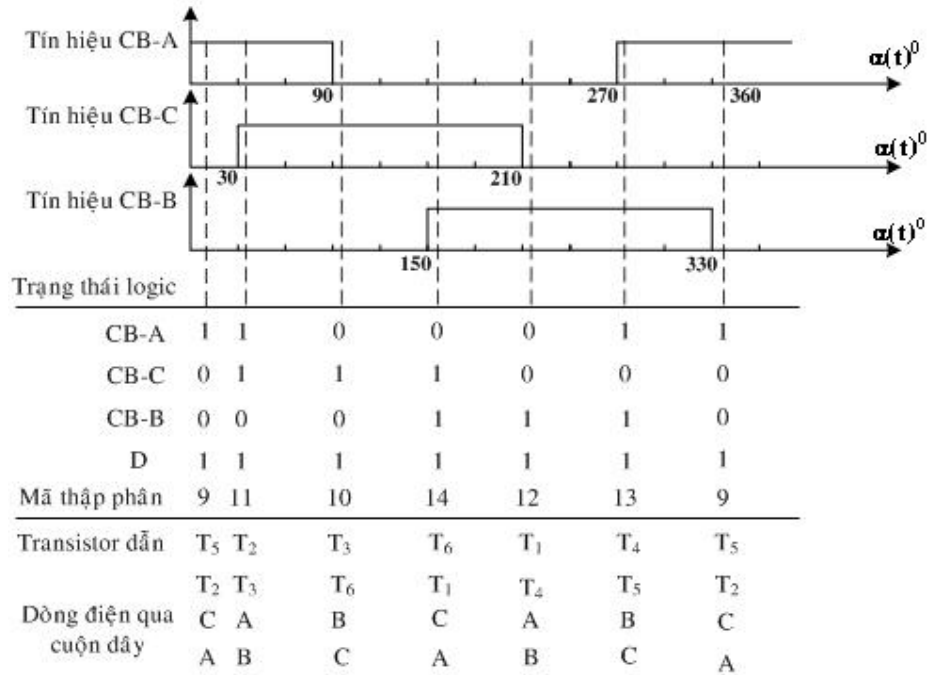 Tín hiệu CB-A
α(t)⁰
90 270 360
Tín hiệu CB-C
α(t)⁰
30 210
Tín hiệu CB-B
α(t)⁰
150 330
Trạng thái logic
CB-A 1 1 0 0 0 1 1
CB-C 0 1 1 1 0 0 0
CB-B 0 0 0 1 1 1 0
D 1 1 1 1 1 1 1
Mã thập phân 9 11 10 14 12 13 9
Transistor dẫn T₅ T₂ T₃ T₆ T₁ T₄ T₅
T₂ T₃ T₆ T₁ T₄ T₅ T₂
Dòng điện qua C A B C A B C
cuộn dây A B C A B C A